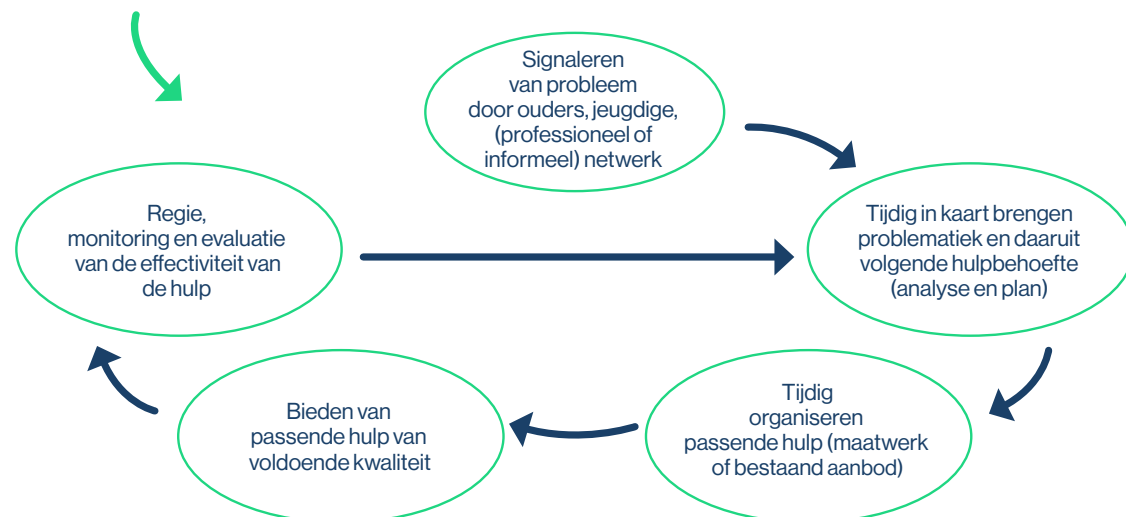 Signaleren
van probleem
door ouders, jeugdige,
(professioneel of
informeel) netwerk
Tijdig in kaart brengen
problematiek en daaruit
volgende hulpbehoefte
(analyse en plan)
Tijdig
organiseren
passende hulp (maatwerk
of bestaand aanbod)
Bieden van
passende hulp van
voldoende kwaliteit
Regie,
monitoring en evaluatie
van de effectiviteit van
de hulp